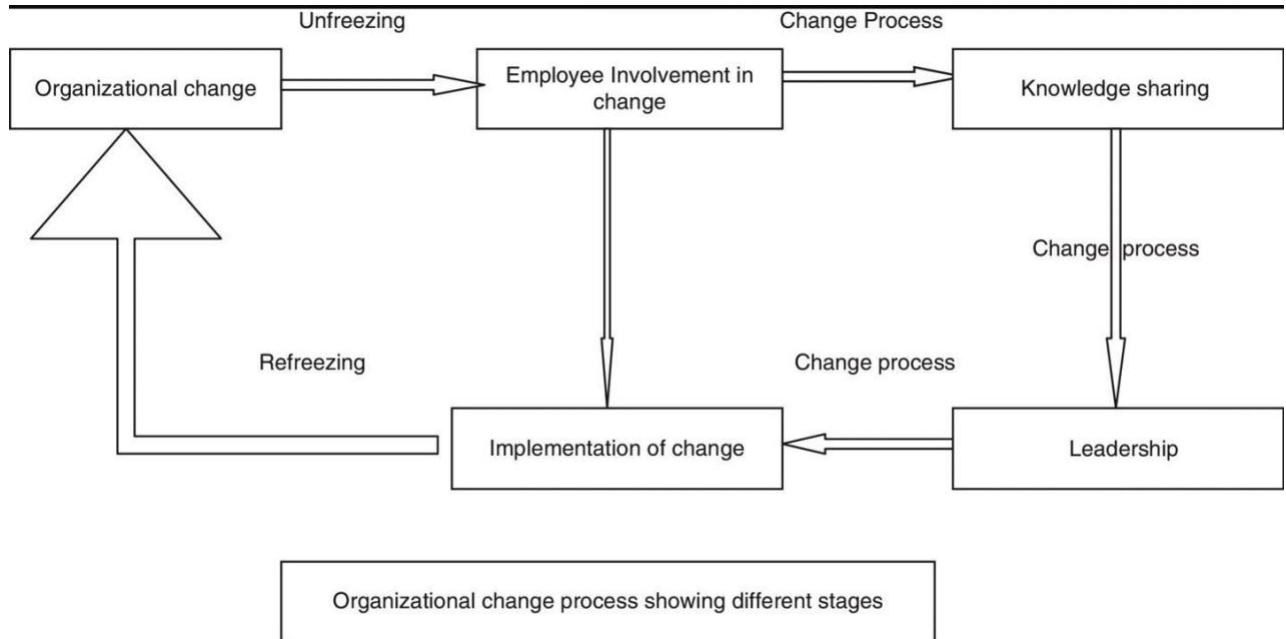 Unfreezing
Change Process
Organizational change
Employee Involvement in
change
Knowledge sharing
Change process
Refreezing
Change process
Implementation of change
Leadership
Organizational change process showing different stages